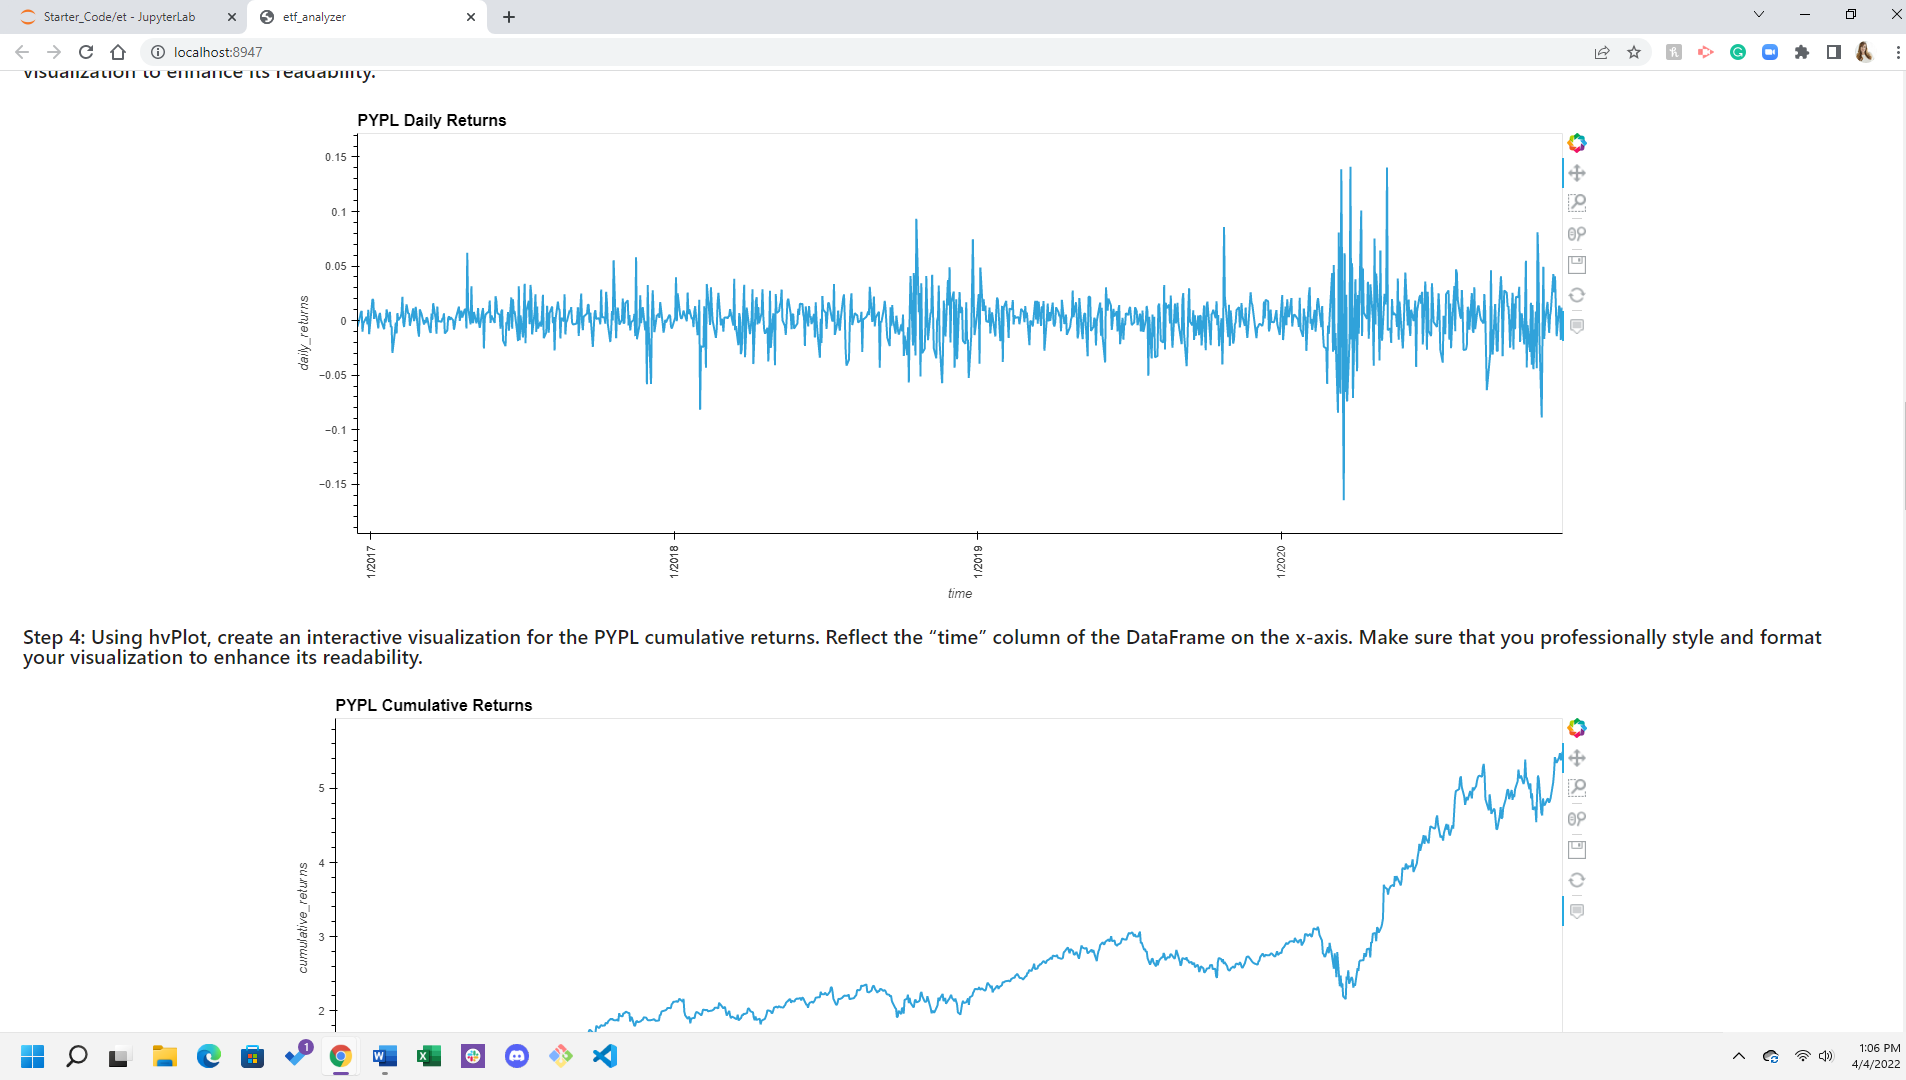 Starter_Code/et - JupyterLab
etf_analyzer
localhost:8947
visualization to enhance its readability.
PYPL Daily Returns
0.15
0.1
0.05
0
−0.05
−0.1
−0.15
daily_returns
1/2017
1/2018
1/2019
1/2020
time
Step 4: Using hvPlot, create an interactive visualization for the PYPL cumulative returns. Reflect the “time” column of the DataFrame on the x-axis. Make sure that you professionally style and format
your visualization to enhance its readability.
PYPL Cumulative Returns
5
4
3
2
cumulative_returns
1
1:06 PM
4/4/2022